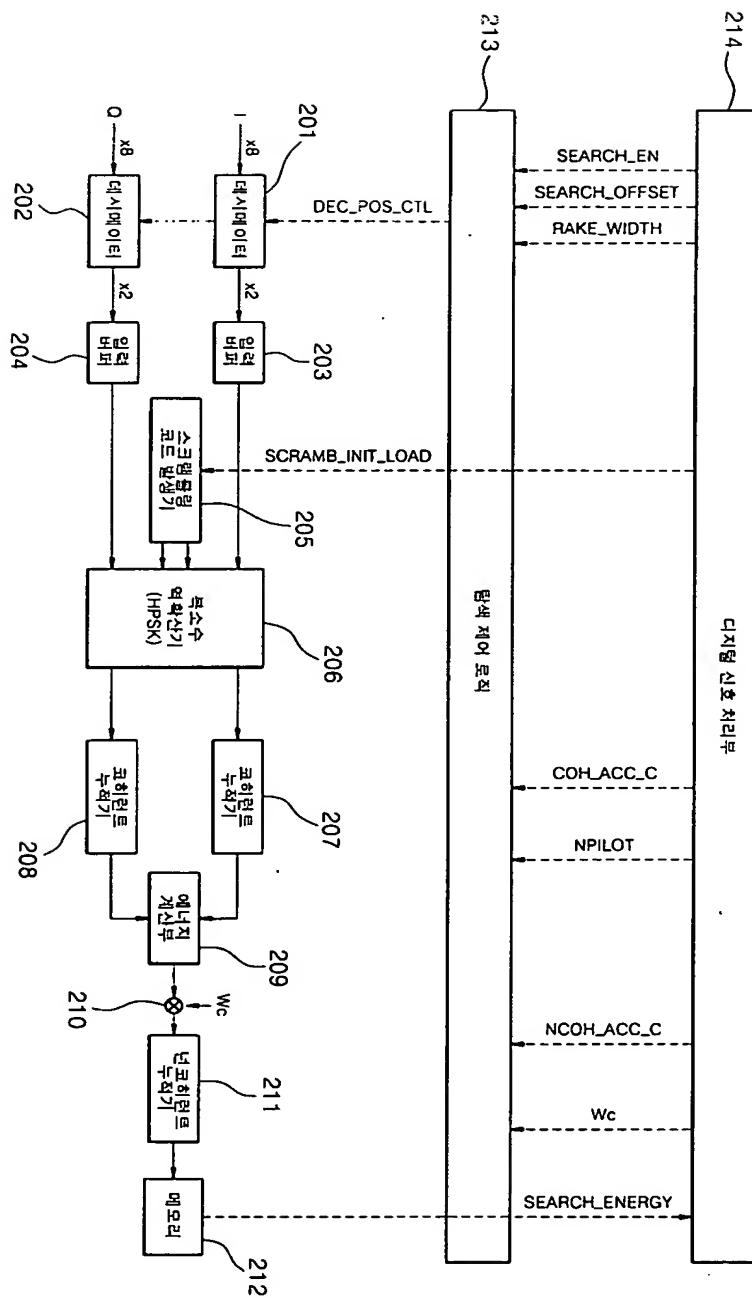 214
213
디지털 신호 처리부
SEARCH_EN
SEARCH_OFFSET
RAKE_WIDTH
COH_ACC_C
NPILOT
NCOH_ACC_C
Wc
SEARCH_ENERGY
탐색 제어 로직
DEC_POS_CTL
SCRAMB_INIT_LOAD
I
x8
201
데시메이터
x2
203
입력
버퍼
Q
x8
202
데시메이터
x2
204
입력
버퍼
스크램블링
코드 발생기
205
복소수
역확산기
(HPSK)
206
207
코히런트
누적기
208
코히런트
누적기
에너지
계산부
209
210
Wc
넌코히런트
누적기
211
메모리
212